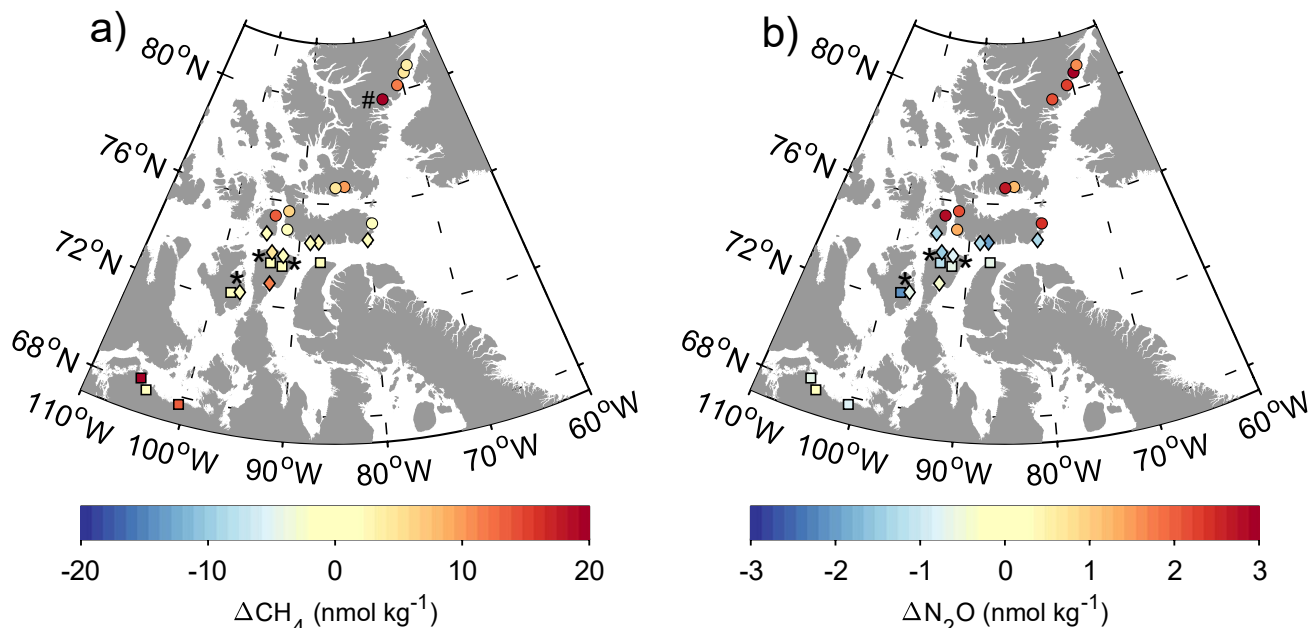 a)
80°N
76°N
72°N
68°N
110°W
100°W
90°W
80°W
70°W
60°W
#
*
*
*
-20 -10 0 10 20
ΔCH₄ (nmol kg⁻¹)
b)
80°N
76°N
72°N
68°N
110°W
100°W
90°W
80°W
70°W
60°W
*
*
*
-3 -2 -1 0 1 2 3
ΔN₂O (nmol kg⁻¹)